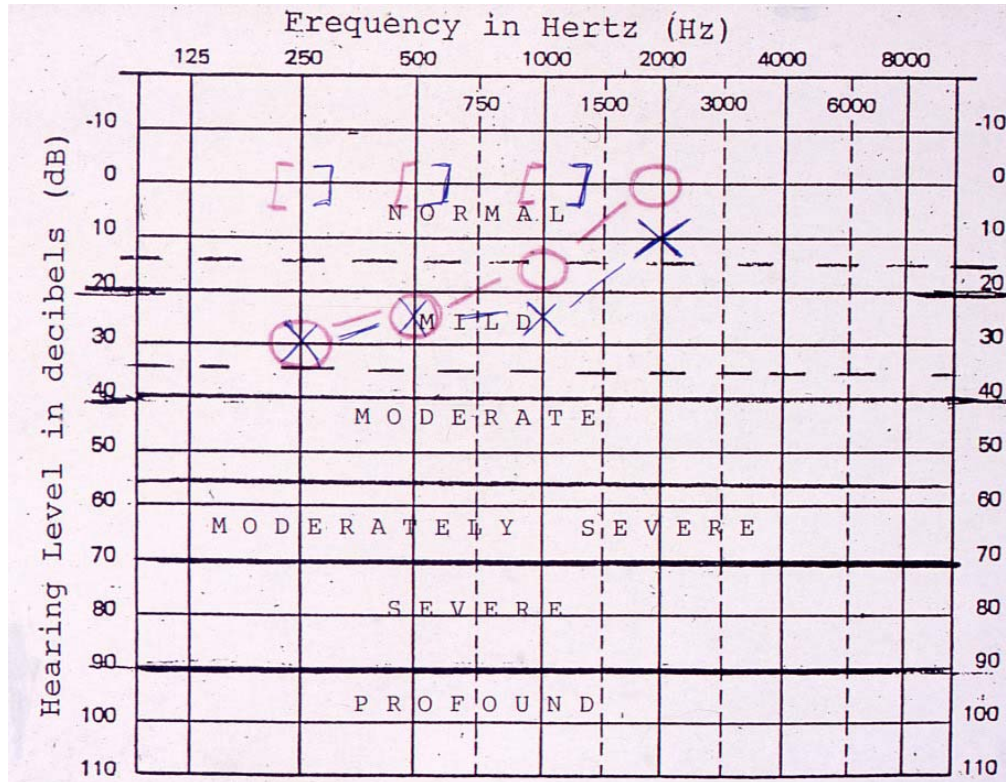 Frequency in Hertz (Hz)
125 250 500 1000 2000 4000 8000
750 1500 3000 6000
Hearing Level in decibels (dB)
-10 -10
0 0
NORMAL
10 10
20 20
MILD
30 30
40 40
MODERATE
50 50
60 60
MODERATELY SEVERE
70 70
80 80
SEVERE
90 90
PROFOUND
100 100
110 110